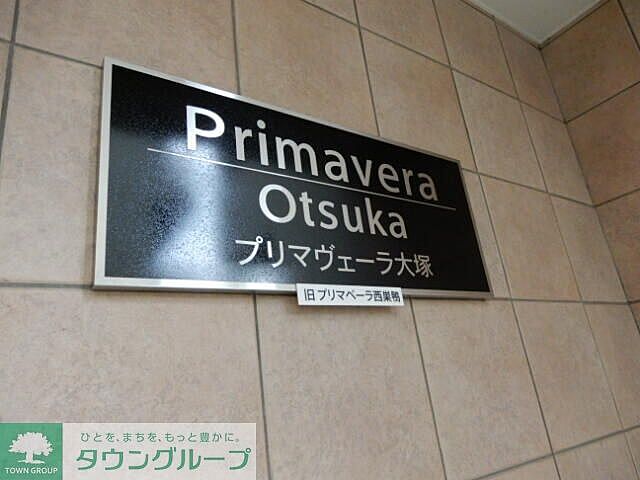 Primavera
Otsuka
プリマヴェーラ大塚
旧 プリマベーラ西巣鴨
TOWN GROUP
ひとを、まちを、もっと豊かに。
タウングループ